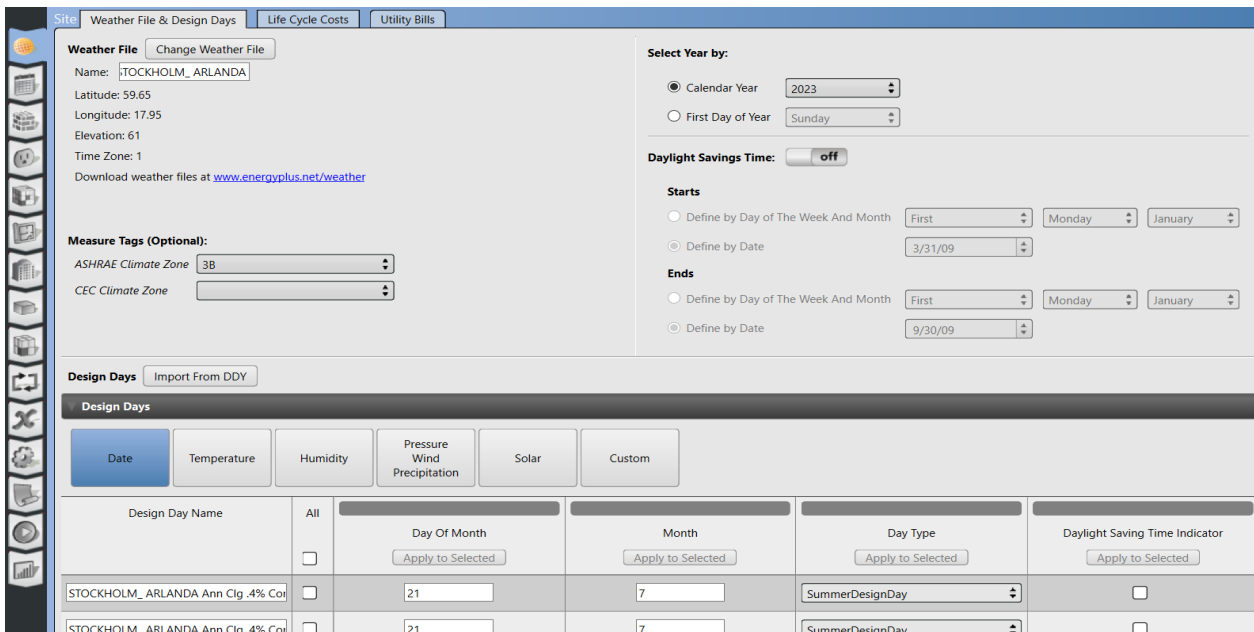 Site Weather File & Design Days Life Cycle Costs Utility Bills
Weather File Change Weather File
Name: STOCKHOLM_ ARLANDA
Latitude: 59.65
Longitude: 17.95
Elevation: 61
Time Zone: 1
Download weather files at www.energyplus.net/weather
Measure Tags (Optional):
ASHRAE Climate Zone 3B
CEC Climate Zone
Select Year by:
Calendar Year 2023
First Day of Year Sunday
Daylight Savings Time: off
Starts
Define by Day of The Week And Month First Monday January
Define by Date 3/31/09
Ends
Define by Day of The Week And Month First Monday January
Define by Date 9/30/09
Design Days Import From DDY
Design Days
Date Temperature Humidity Pressure Wind Precipitation Solar Custom
Design Day Name All Day Of Month Month Day Type Daylight Saving Time Indicator
Apply to Selected Apply to Selected Apply to Selected Apply to Selected
STOCKHOLM_ ARLANDA Ann Clg .4% Con 21 7 SummerDesignDay
STOCKHOLM_ ARLANDA Ann Clg .4% Con 21 7 SummerDesignDay